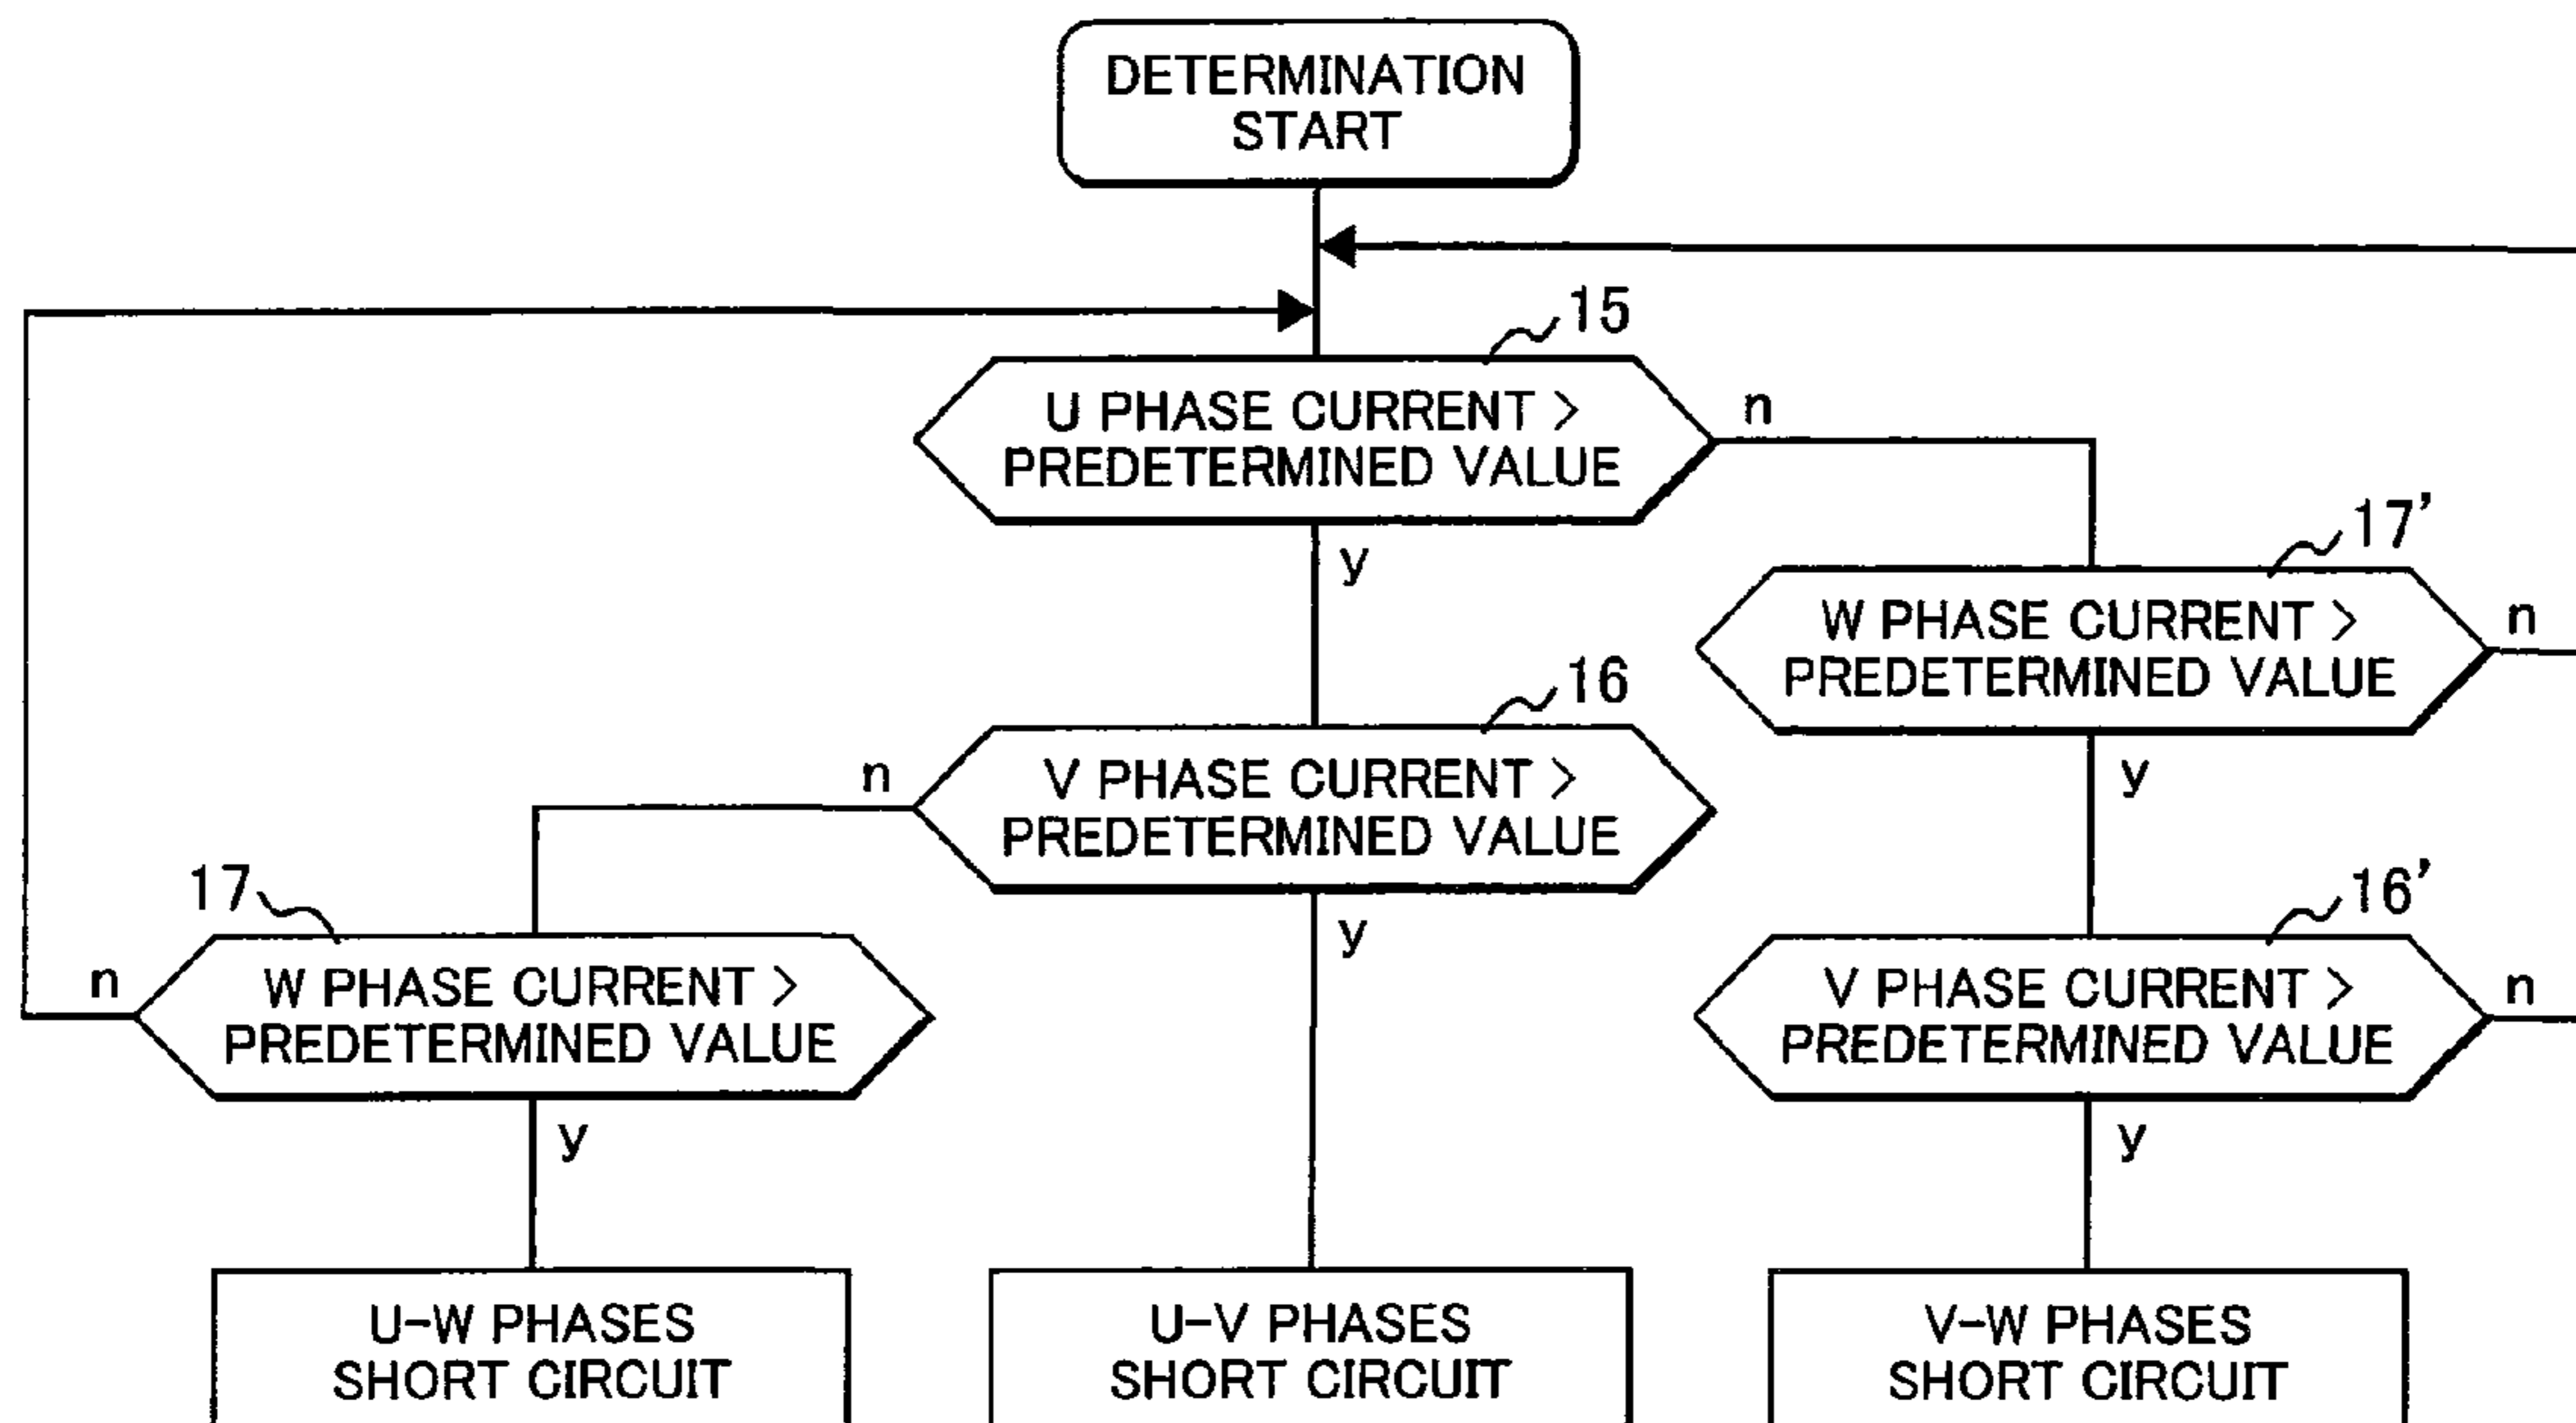 DETERMINATION
START
15
U PHASE CURRENT >
PREDETERMINED VALUE
n
y
17'
W PHASE CURRENT >
PREDETERMINED VALUE
n
y
16
V PHASE CURRENT >
PREDETERMINED VALUE
n
y
17
W PHASE CURRENT >
PREDETERMINED VALUE
n
y
16'
V PHASE CURRENT >
PREDETERMINED VALUE
n
y
U-W PHASES
SHORT CIRCUIT
U-V PHASES
SHORT CIRCUIT
V-W PHASES
SHORT CIRCUIT